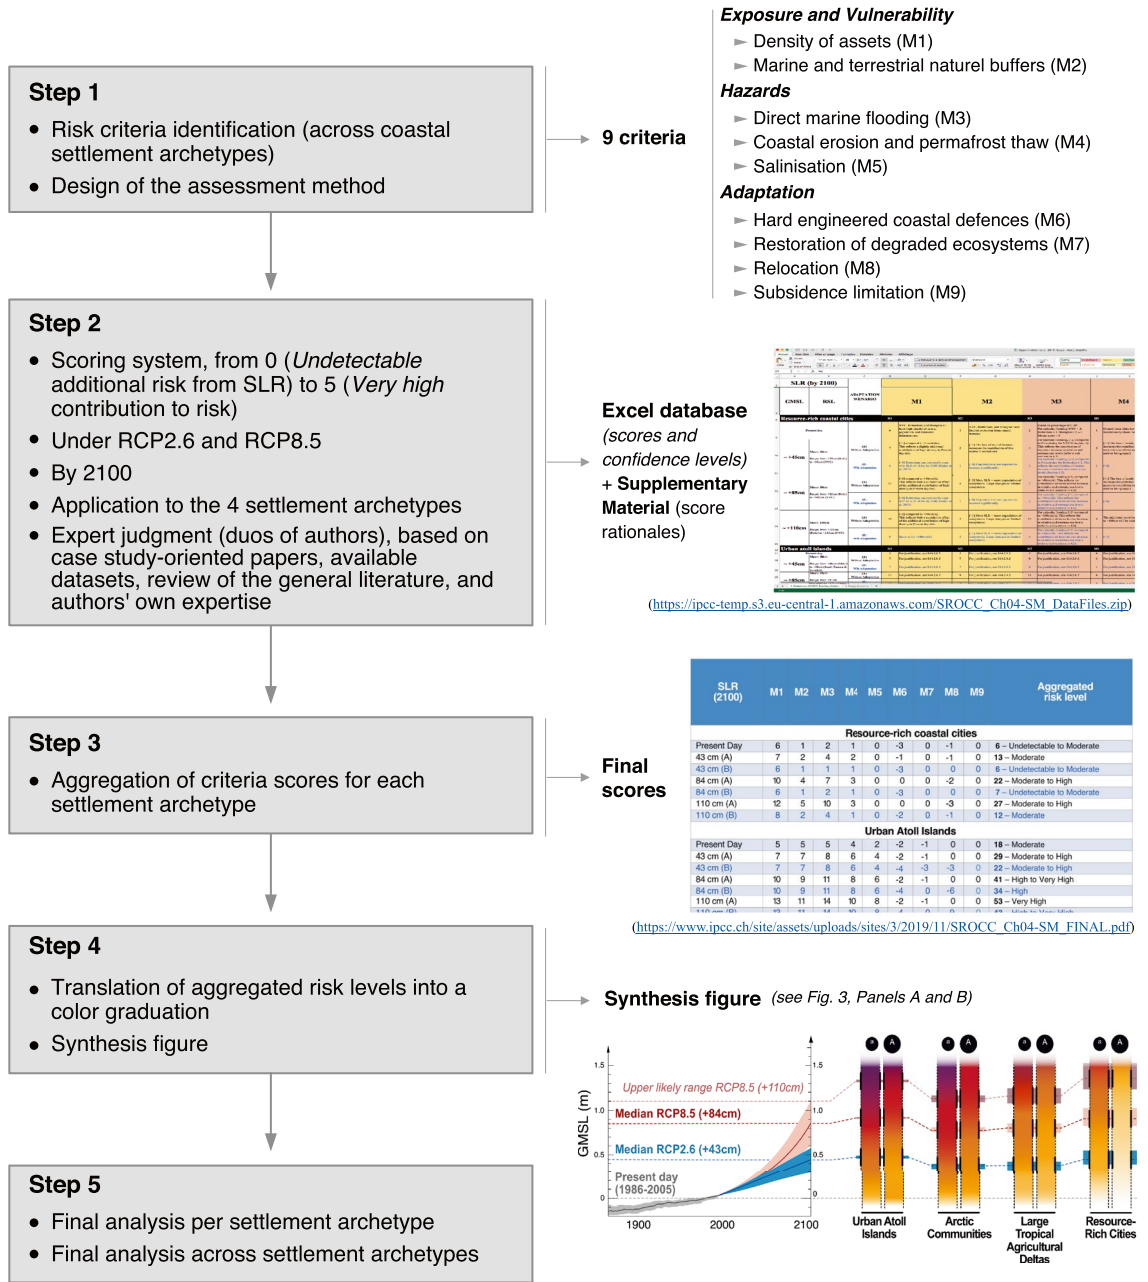 Step 1
• Risk criteria identification (across coastal
settlement archetypes)
• Design of the assessment method
9 criteria
Exposure and Vulnerability
► Density of assets (M1)
► Marine and terrestrial naturel buffers (M2)
Hazards
► Direct marine flooding (M3)
► Coastal erosion and permafrost thaw (M4)
► Salinisation (M5)
Adaptation
► Hard engineered coastal defences (M6)
► Restoration of degraded ecosystems (M7)
► Relocation (M8)
► Subsidence limitation (M9)
Step 2
• Scoring system, from 0 (Undetectable
additional risk from SLR) to 5 (Very high
contribution to risk)
• Under RCP2.6 and RCP8.5
• By 2100
• Application to the 4 settlement archetypes
• Expert judgment (duos of authors), based on
case study-oriented papers, available
datasets, review of the general literature, and
authors' own expertise
Excel database
(scores and
confidence levels)
+ Supplementary
Material (score
rationales)
SLR (by 2100)
GMSL RSL M1 M2 M3 M4
Resource-rich coastal cities
Urban atoll islands
(https://ipcc-temp.s3.eu-central-1.amazonaws.com/SROCC_Ch04-SM_DataFiles.zip)
Step 3
• Aggregation of criteria scores for each
settlement archetype
Final
scores
SLR (2100) M1 M2 M3 M4 M5 M6 M7 M8 M9 Aggregated risk level
Resource-rich coastal cities
Present Day 6 1 2 1 0 -3 0 -1 0 6 – Undetectable to Moderate
43 cm (A) 7 2 4 2 0 -1 0 -1 0 13 – Moderate
43 cm (B) 6 1 1 1 0 -3 0 0 0 6 – Undetectable to Moderate
84 cm (A) 10 4 7 3 0 0 0 -2 0 22 – Moderate to High
84 cm (B) 6 1 2 1 0 -3 0 0 0 7 – Undetectable to Moderate
110 cm (A) 12 5 10 3 0 0 0 -3 0 27 – Moderate to High
110 cm (B) 8 2 4 1 0 -2 0 -1 0 12 – Moderate
Urban Atoll Islands
Present Day 5 5 5 4 2 -2 -1 0 0 18 – Moderate
43 cm (A) 7 7 8 6 4 -2 -1 0 0 29 – Moderate to High
43 cm (B) 7 7 8 6 4 -4 -3 -3 0 22 – Moderate to High
84 cm (A) 10 9 11 8 6 -2 -1 0 0 41 – High to Very High
84 cm (B) 10 9 11 8 6 -4 0 -6 0 34 – High
110 cm (A) 13 11 14 10 8 -2 -1 0 0 53 – Very High
(https://www.ipcc.ch/site/assets/uploads/sites/3/2019/11/SROCC_Ch04-SM_FINAL.pdf)
Step 4
• Translation of aggregated risk levels into a
color graduation
• Synthesis figure
Synthesis figure (see Fig. 3, Panels A and B)
GMSL (m)
1.5
1.0
0.5
0
Upper likely range RCP8.5 (+110cm)
Median RCP8.5 (+84cm)
Median RCP2.6 (+43cm)
Present day
(1986-2005)
1900 2000 2100
1.5
1.0
0.5
0
a A a A a A a A
1.5
1.0
0.5
0
Urban Atoll
Islands
Arctic
Communities
Large
Tropical
Agricultural
Deltas
Resource-
Rich Cities
Step 5
• Final analysis per settlement archetype
• Final analysis across settlement archetypes